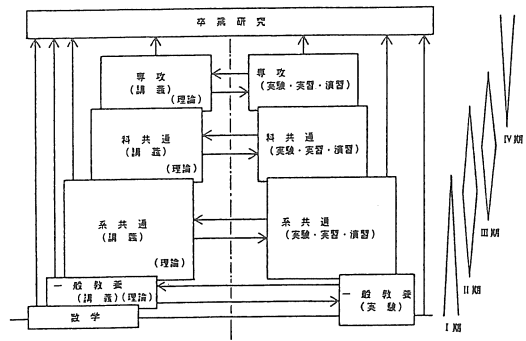 卒業研究
専攻
(講義)
(理論)
専攻
(実験・実習・演習)
科共通
(講義)
(理論)
科共通
(実験・実習・演習)
系共通
(講義)
(理論)
系共通
(実験・実習・演習)
一般教養
(講義)(理論)
一般教養
(実験)
数学
IV期
III期
II期
I期